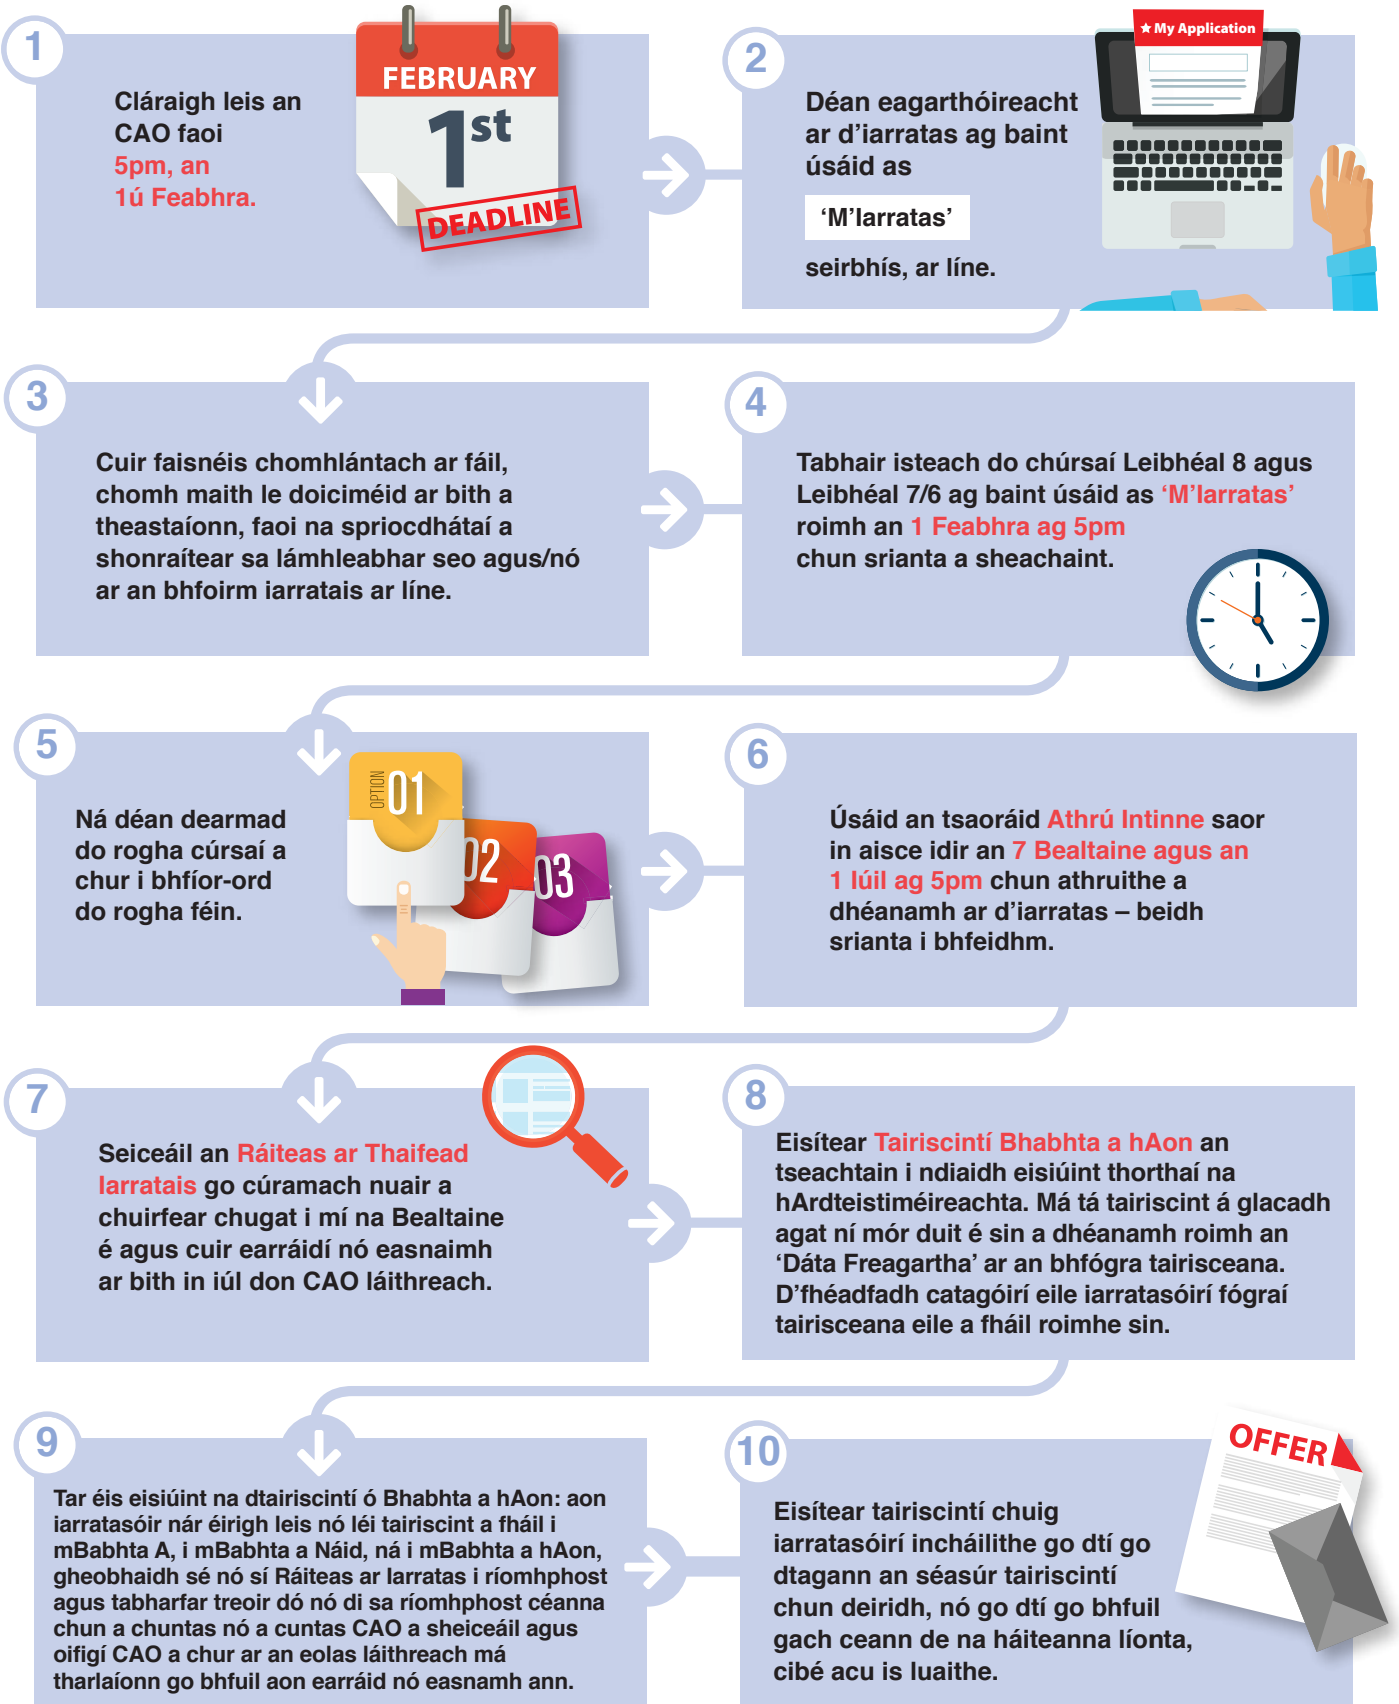 1
Cláraigh leis an
CAO faoi
5pm, an
1ú Feabhra.
FEBRUARY
1st
DEADLINE
2
Déan eagarthóireacht
ar d’iarratas ag baint
úsáid as
‘M’Iarratas’
seirbhís, ar líne.
★ My Application
3
Cuir faisnéis chomhlántach ar fáil,
chomh maith le doiciméid ar bith a
theastaíonn, faoi na spriocdhátaí a
shonraítear sa lámhleabhar seo agus/nó
ar an bhfoirm iarratais ar líne.
4
Tabhair isteach do chúrsaí Leibhéal 8 agus
Leibhéal 7/6 ag baint úsáid as ‘M’Iarratas’
roimh an 1 Feabhra ag 5pm
chun srianta a sheachaint.
5
Ná déan dearmad
do rogha cúrsaí a
chur i bhfíor-ord
do rogha féin.
OPTION 01
02
03
6
Úsáid an tsaoráid Athrú Intinne saor
in aisce idir an 7 Bealtaine agus an
1 Iúil ag 5pm chun athruithe a
dhéanamh ar d’iarratas – beidh
srianta i bhfeidhm.
7
Seiceáil an Ráiteas ar Thaifead
Iarratais go cúramach nuair a
chuirfear chugat i mí na Bealtaine
é agus cuir earráidí nó easnaimh
ar bith in iúl don CAO láithreach.
8
Eisítear Tairiscintí Bhabhta a hAon an
tseachtain i ndiaidh eisiúint thorthaí na
hArdteistiméireachta. Má tá tairiscint á glacadh
agat ní mór duit é sin a dhéanamh roimh an
‘Dáta Freagartha’ ar an bhfógra tairisceana.
D’fhéadfadh catagóirí eile iarratasóirí fógraí
tairisceana eile a fháil roimhe sin.
9
Tar éis eisiúint na dtairiscintí ó Bhabhta a hAon: aon
iarratasóir nár éirigh leis nó léi tairiscint a fháil i
mBabhta A, i mBabhta a Náid, ná i mBabhta a hAon,
gheobhaidh sé nó sí Ráiteas ar Iarratas i ríomhphost
agus tabharfar treoir dó nó di sa ríomhphost céanna
chun a chuntas nó a cuntas CAO a sheiceáil agus
oifigí CAO a chur ar an eolas láithreach má
tharlaíonn go bhfuil aon earráid nó easnamh ann.
10
Eisítear tairiscintí chuig
iarratasóirí incháilithe go dtí go
dtagann an séasúr tairiscintí
chun deiridh, nó go dtí go bhfuil
gach ceann de na háiteanna líonta,
cibé acu is luaithe.
OFFER